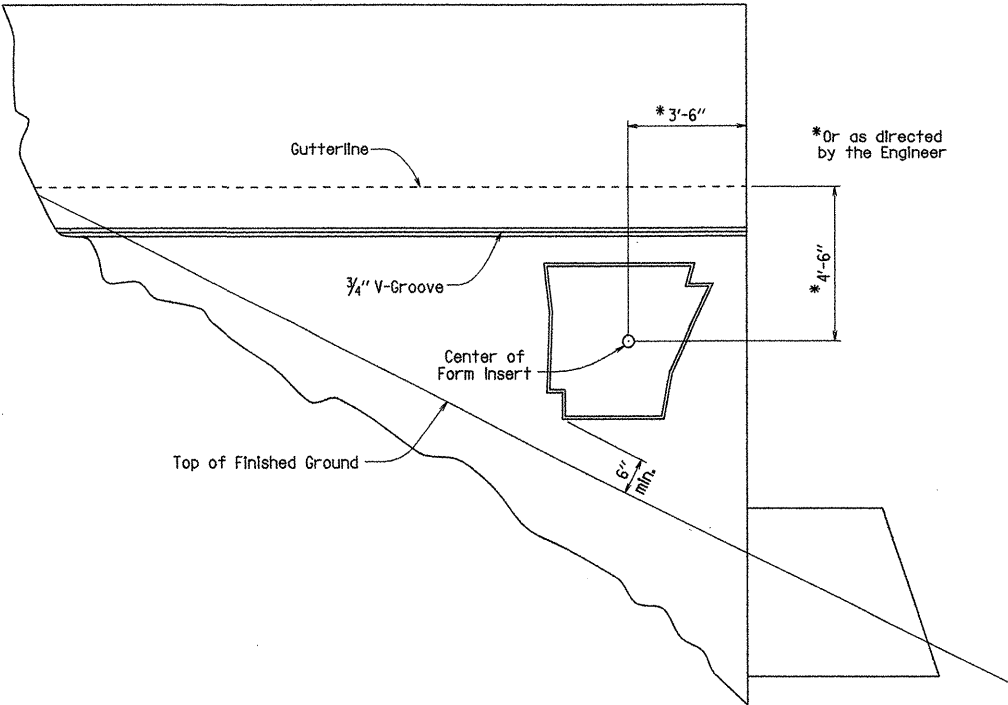 * 3'-6"
*Or as directed
by the Engineer
Gutterline
* 4'-6"
3/4" V-Groove
Center of
Form Insert
Top of Finished Ground
6"
min.